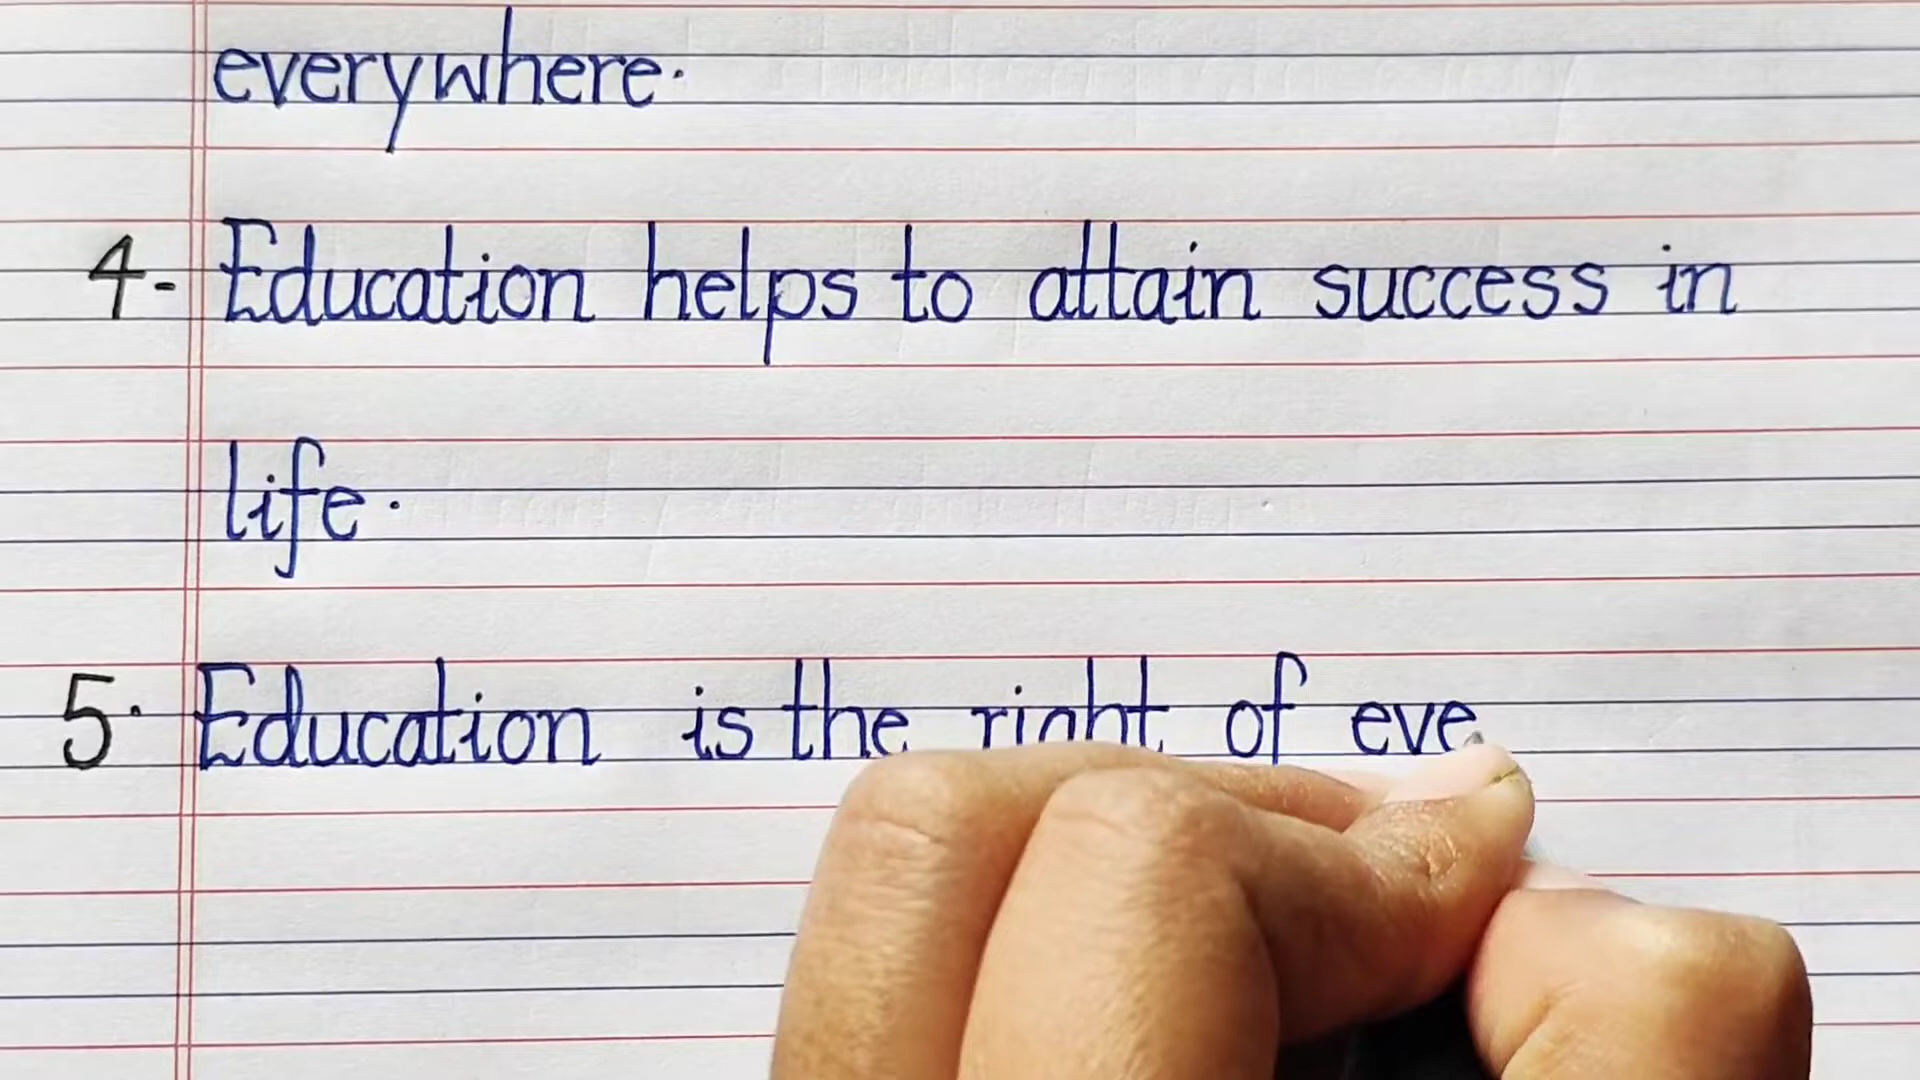 everywhere.
4- Education helps to attain success in
life.
5. Education is the right of eve